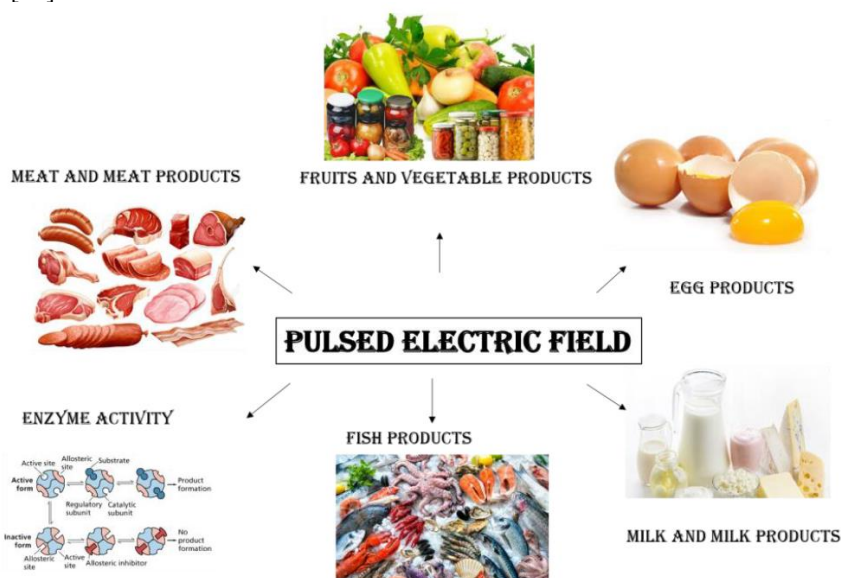 FRUITS AND VEGETABLE PRODUCTS
MEAT AND MEAT PRODUCTS
EGG PRODUCTS
PULSED ELECTRIC FIELD
ENZYME ACTIVITY
Active site
Allosteric site
Substrate
Active form
Product formation
Regulatory subunit
Catalytic subunit
Inactive form
No product formation
Allosteric site
Active site
Allosteric inhibitor
FISH PRODUCTS
MILK AND MILK PRODUCTS